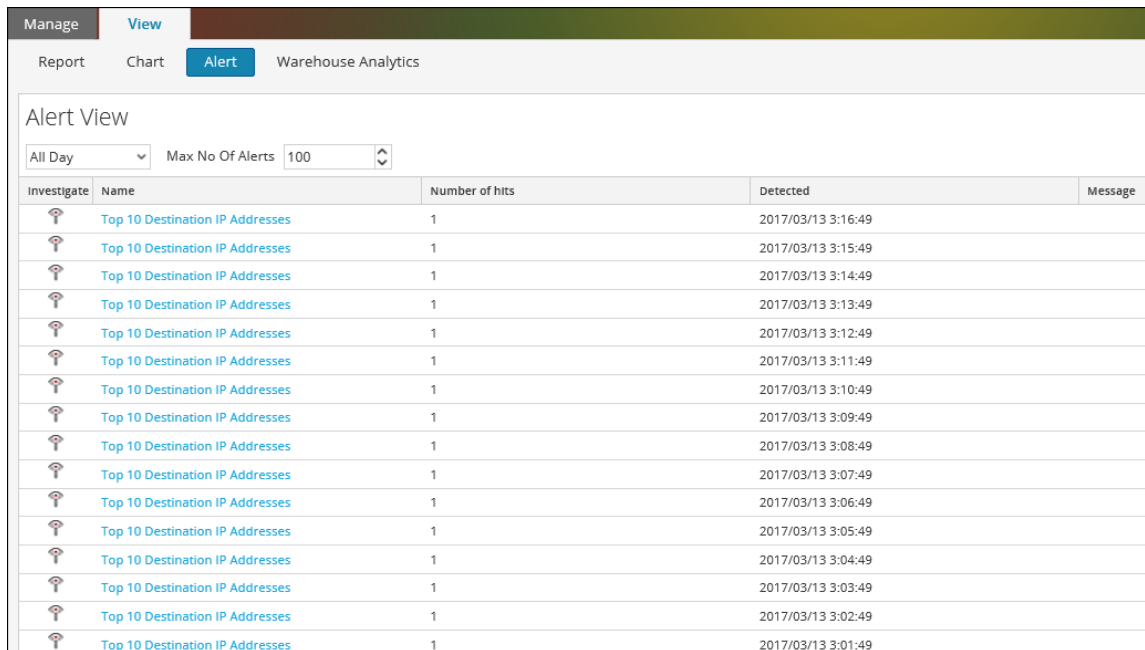 Manage View
Report Chart Alert Warehouse Analytics
Alert View
All Day Max No Of Alerts 100
Investigate Name Number of hits Detected Message
Top 10 Destination IP Addresses 1 2017/03/13 3:16:49
Top 10 Destination IP Addresses 1 2017/03/13 3:15:49
Top 10 Destination IP Addresses 1 2017/03/13 3:14:49
Top 10 Destination IP Addresses 1 2017/03/13 3:13:49
Top 10 Destination IP Addresses 1 2017/03/13 3:12:49
Top 10 Destination IP Addresses 1 2017/03/13 3:11:49
Top 10 Destination IP Addresses 1 2017/03/13 3:10:49
Top 10 Destination IP Addresses 1 2017/03/13 3:09:49
Top 10 Destination IP Addresses 1 2017/03/13 3:08:49
Top 10 Destination IP Addresses 1 2017/03/13 3:07:49
Top 10 Destination IP Addresses 1 2017/03/13 3:06:49
Top 10 Destination IP Addresses 1 2017/03/13 3:05:49
Top 10 Destination IP Addresses 1 2017/03/13 3:04:49
Top 10 Destination IP Addresses 1 2017/03/13 3:03:49
Top 10 Destination IP Addresses 1 2017/03/13 3:02:49
Top 10 Destination IP Addresses 1 2017/03/13 3:01:49